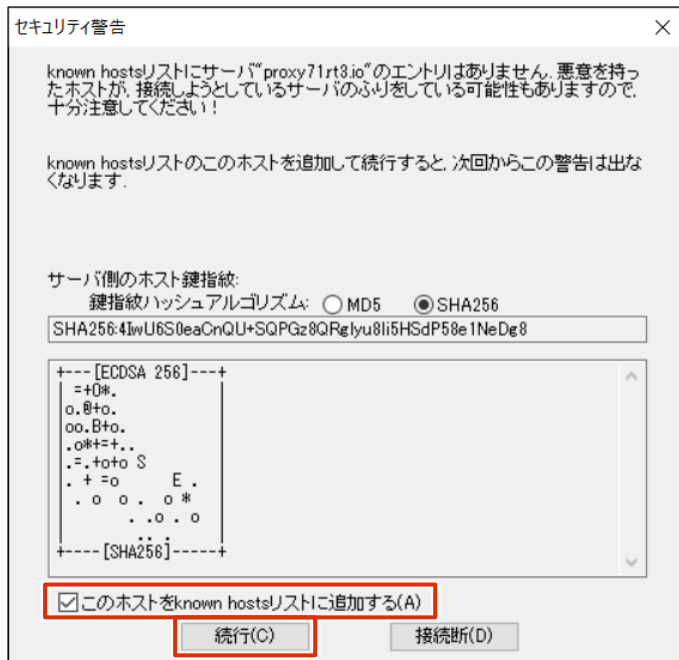 セキュリティ警告
known hostsリストにサーバ"proxy71rt3.io"のエントリはありません. 悪意を持っ
たホストが, 接続しようとしているサーバのふりをしている可能性もありますので,
十分注意してください！
known hostsリストのこのホストを追加して続行すると, 次回からこの警告は出な
くなります.
サーバ側のホスト鍵指紋:
鍵指紋ハッシュアルゴリズム: MD5 SHA256
SHA256:4IwU6S0eaCnQU+SQPGz8QRglyu8Ii5HSdP58e1NeDg8
+---[ECDSA 256]---+
| =+O*.           |
|o.@+o.           |
|oo.B+o.          |
|.o*+=+..         |
|.=.+o+o S        |
|. + =o      E .  |
| . o  o .  o *   |
|       . .o . o  |
|        .. .     |
+----[SHA256]-----+
このホストをknown hostsリストに追加する(A)
続行(C) 接続断(D)